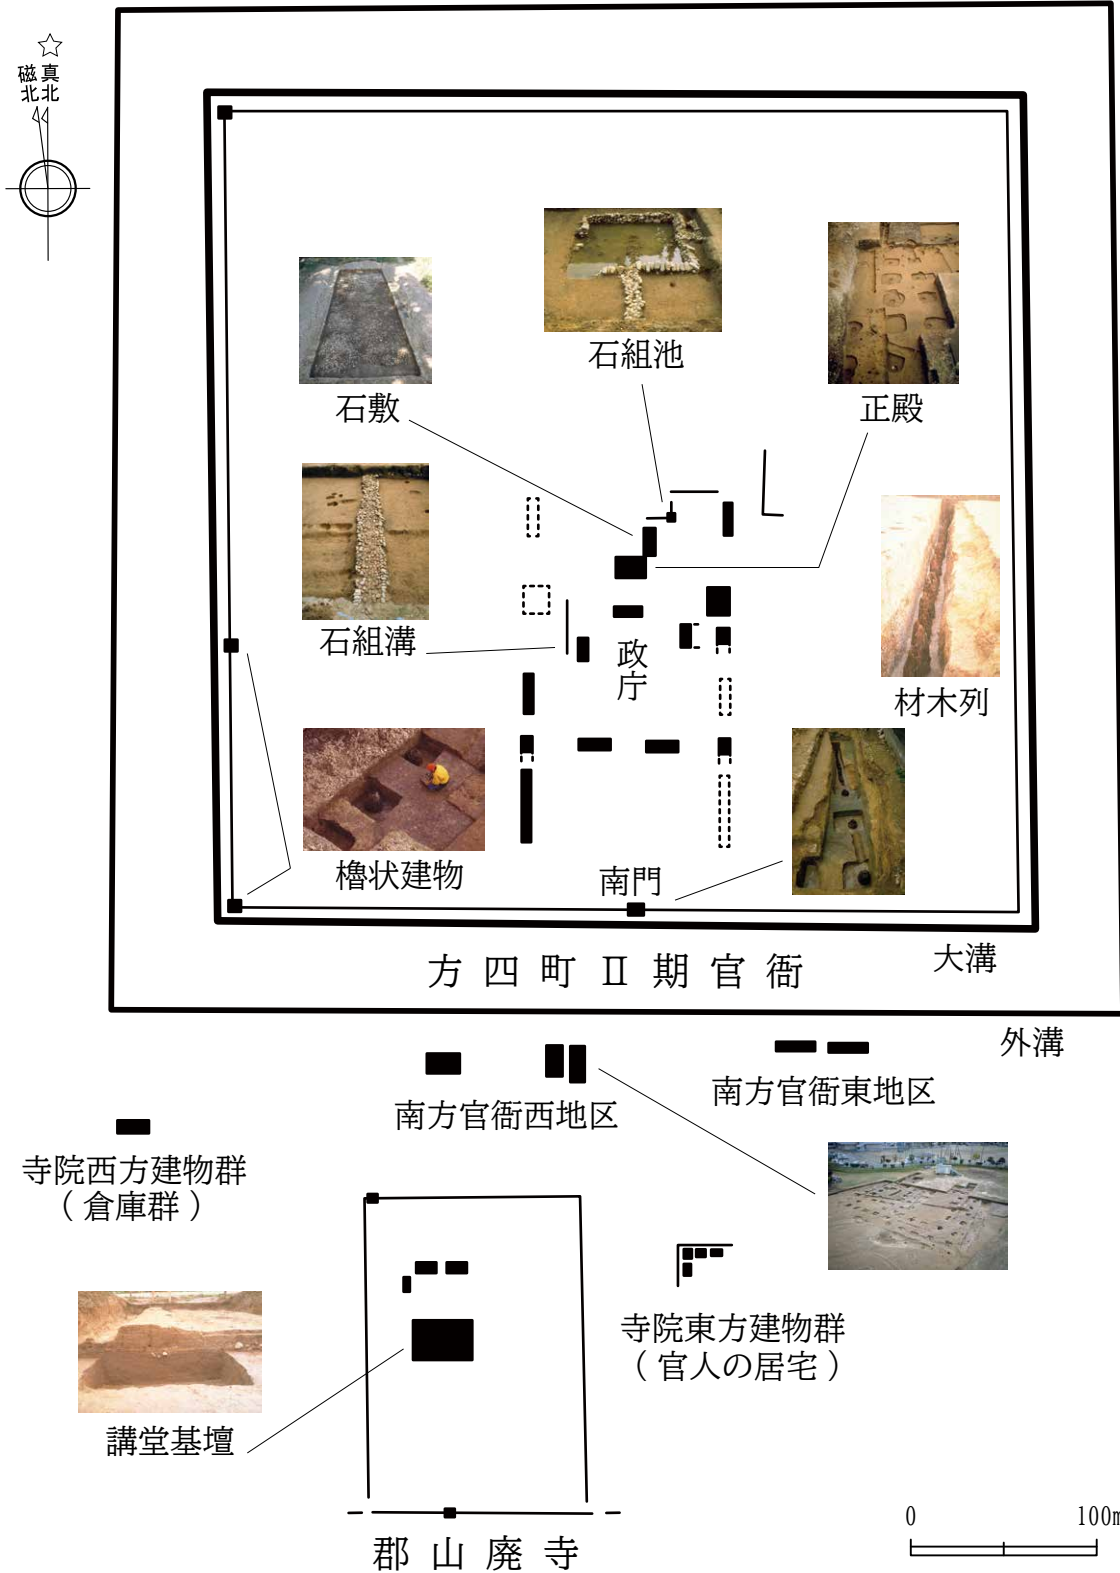 ☆
磁北
真北
石組池
石敷
正殿
石組溝
政庁
材木列
櫓状建物
南門
方四町Ⅱ期官衙
大溝
外溝
南方官衙西地区
南方官衙東地区
寺院西方建物群
（倉庫群）
寺院東方建物群
（官人の居宅）
講堂基壇
郡山廃寺
0 100m